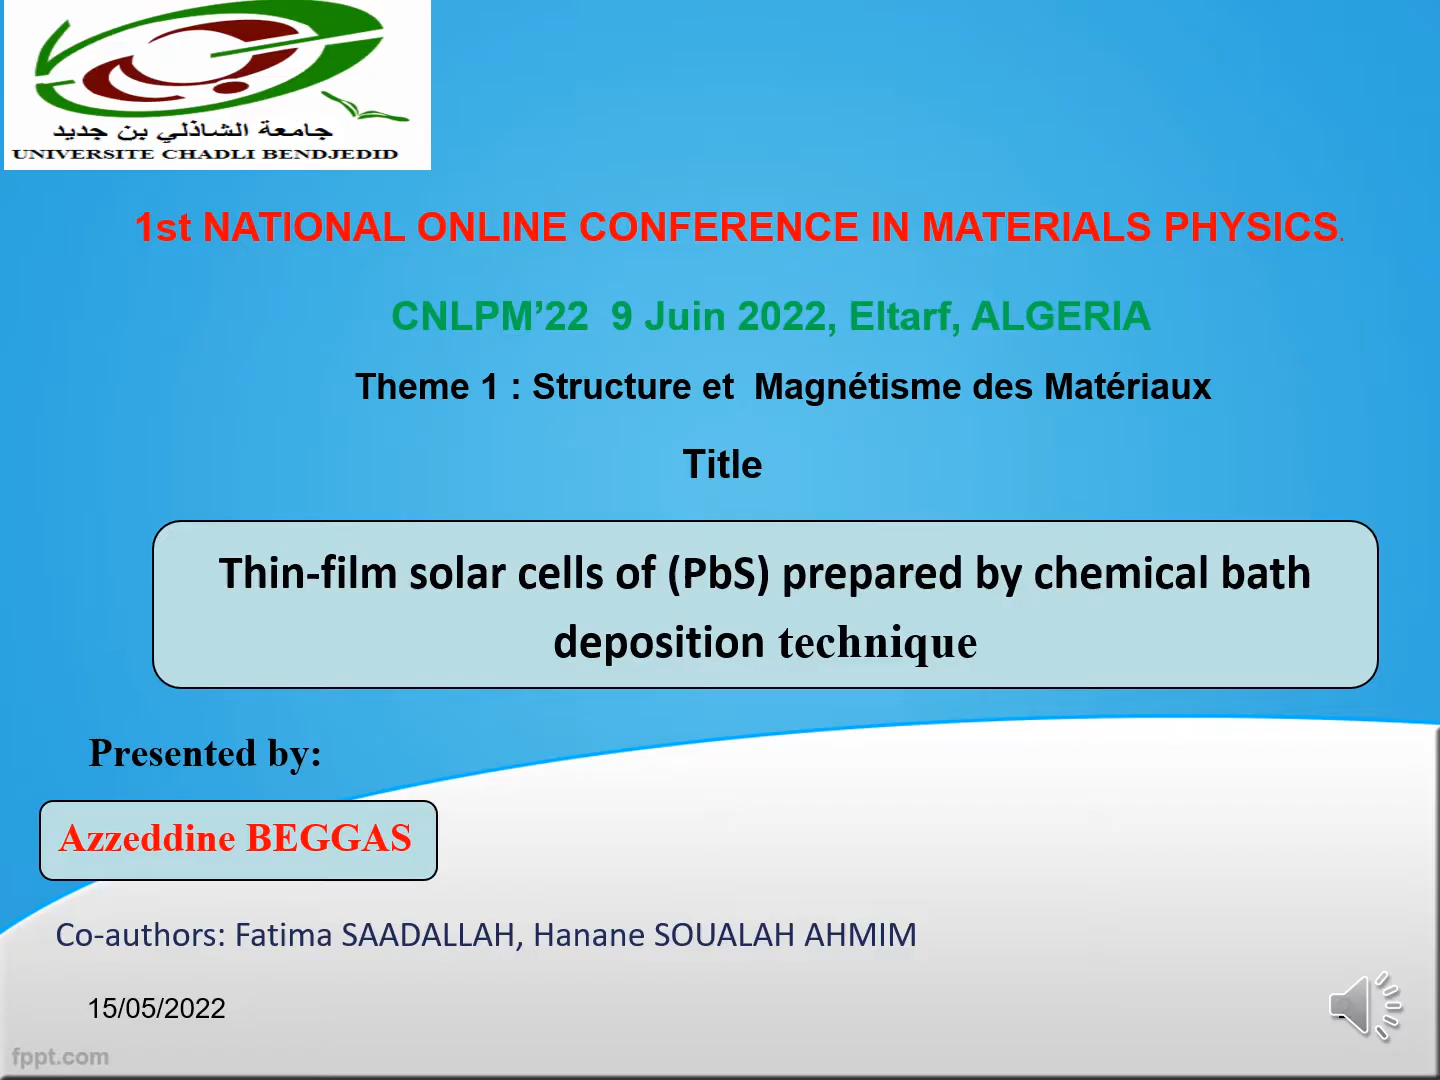 جامعة الشاذلي بن جديد
UNIVERSITE CHADLI BENDJEDID
1st NATIONAL ONLINE CONFERENCE IN MATERIALS PHYSICS.
CNLPM’22 9 Juin 2022, Eltarf, ALGERIA
Theme 1 : Structure et Magnétisme des Matériaux
Title
Thin-film solar cells of (PbS) prepared by chemical bath
deposition technique
Presented by:
Azzeddine BEGGAS
Co-authors: Fatima SAADALLAH, Hanane SOUALAH AHMIM
15/05/2022
fppt.com